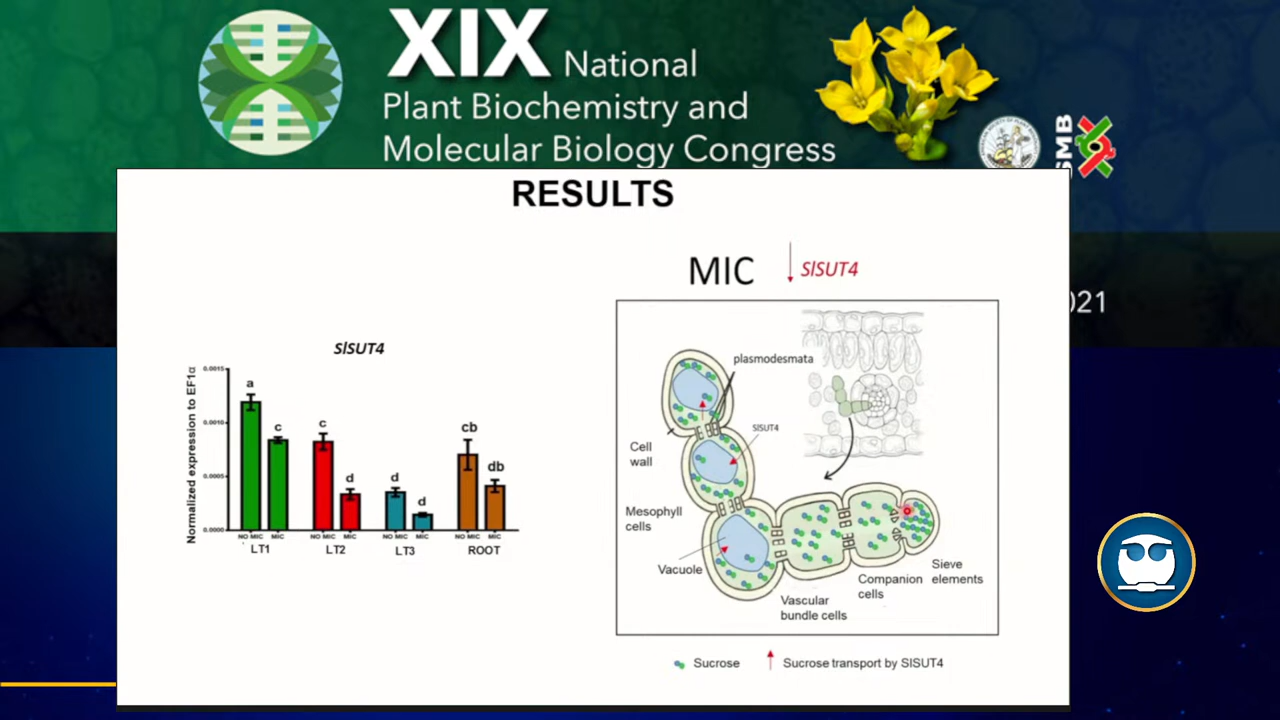 XIX National
Plant Biochemistry and
Molecular Biology Congress
SMB
021
RESULTS
MIC
SlSUT4
SlSUT4
Normalized expression to EF1α
0.0015
0.0010
0.0005
0.0000
a
c
c
d
d
d
cb
db
NO MIC MIC NO MIC MIC NO MIC MIC NO MIC MIC
LT1 LT2 LT3 ROOT
plasmodesmata
SlSUT4
Cell
wall
Mesophyll
cells
Vacuole
Vascular
bundle cells
Companion
cells
Sieve
elements
Sucrose
Sucrose transport by SlSUT4